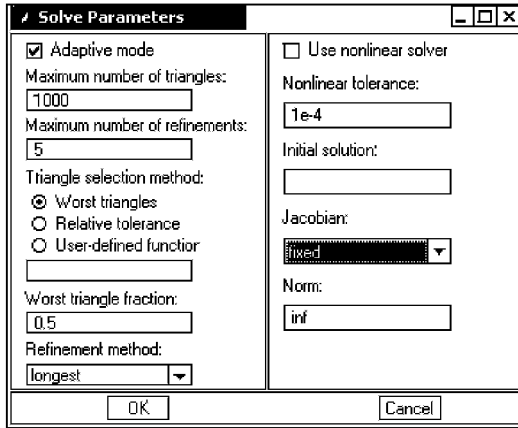 Solve Parameters
Adaptive mode
Maximum number of triangles:
1000
Maximum number of refinements:
5
Triangle selection method:
Worst triangles
Relative tolerance
User-defined functior
Worst triangle fraction:
0.5
Refinement method:
longest
Use nonlinear solver
Nonlinear tolerance:
1e-4
Initial solution:
Jacobian:
fixed
Norm:
inf
OK
Cancel